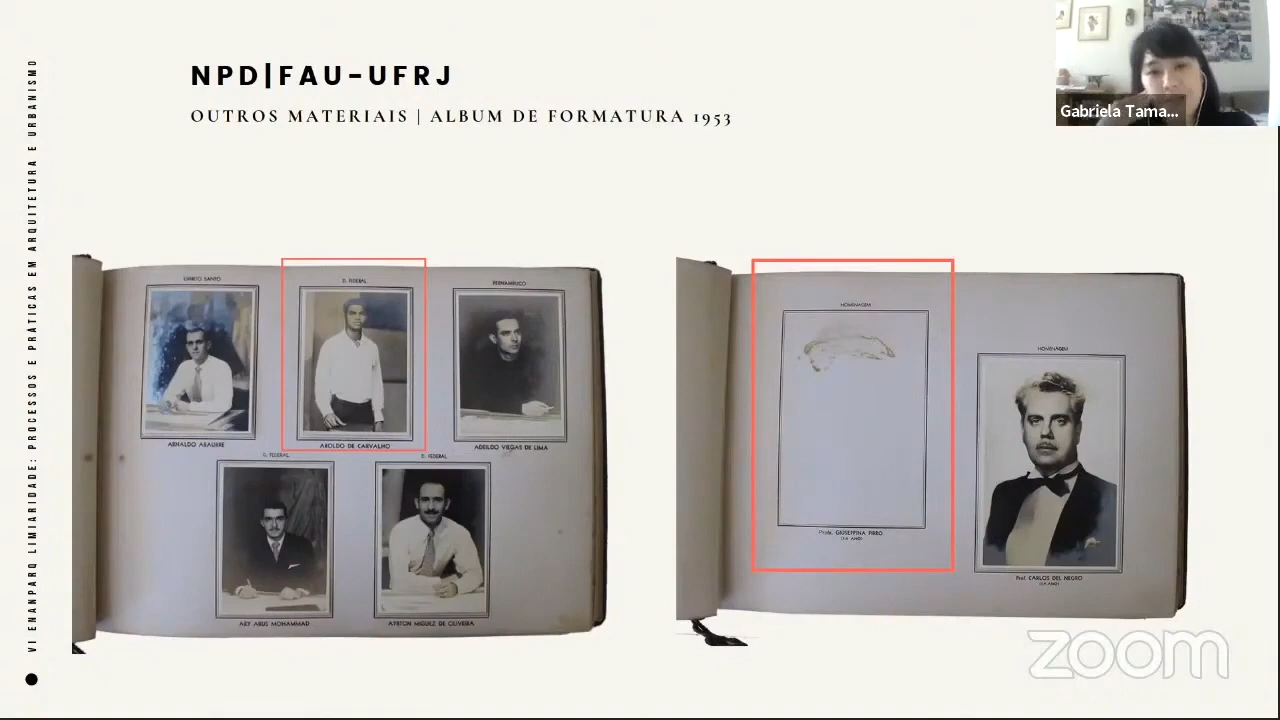 NPD|FAU-UFRJ
OUTROS MATERIAIS | ALBUM DE FORMATURA 1953
Gabriela Tama...
VI ENANPARQ LIMIARIDADE: PROCESSOS E PRÁTICAS EM ARQUITETURA E URBANISMO
ESPIRITO SANTO
D. FEDERAL
PERNAMBUCO
ARNALDO AGUIRRE
AROLDO DE CARVALHO
ADEILDO VIEGAS DE LIMA
D. FEDERAL
D. FEDERAL
ARY ABUS MOHAMMAD
AYRTON MIGUEZ DE OLIVEIRA
HOMENAGEM
Profa. GIUSEPPINA PIRRO
HOMENAGEM
Prof. CARLOS DEL NEGRO
zoom